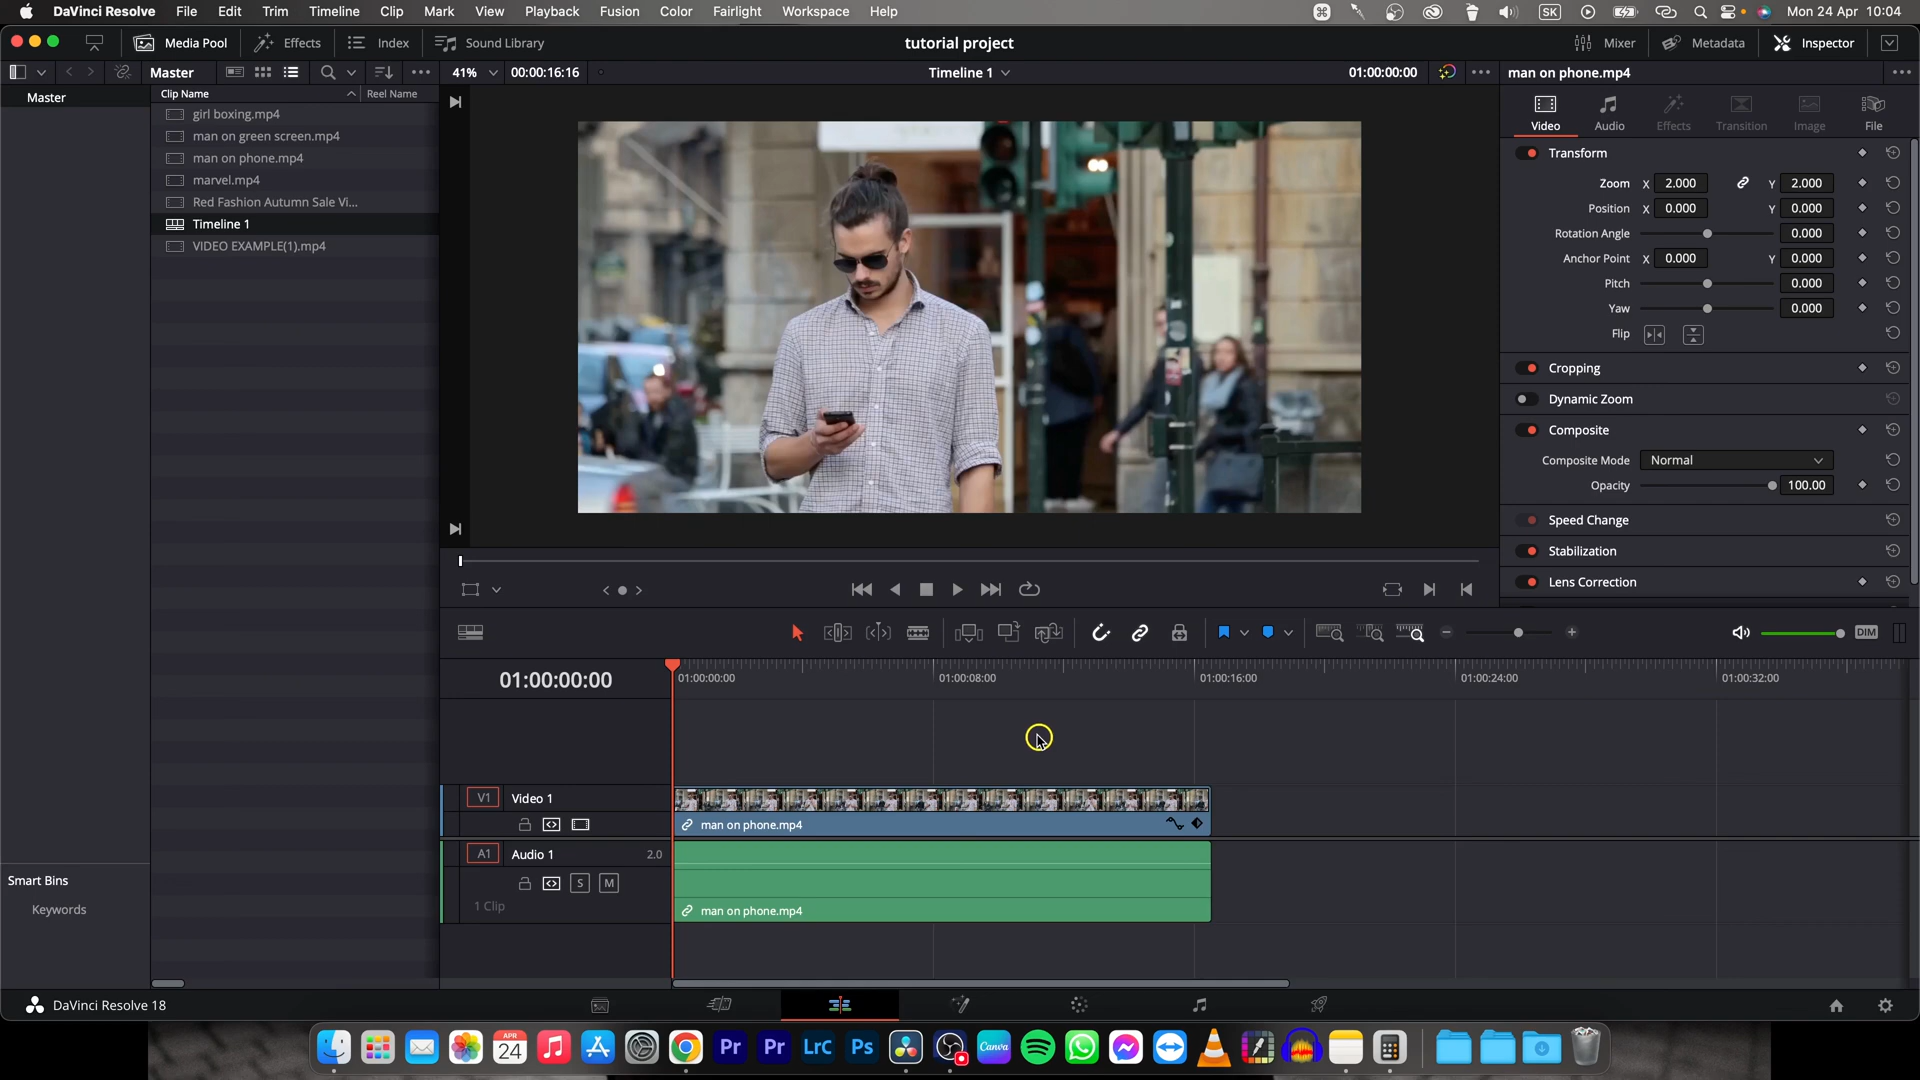 DaVinci Resolve File Edit Trim Timeline Clip Mark View Playback Fusion Color Fairlight Workspace Help SK Mon 24 Apr 10:04
Media Pool Effects Index Sound Library tutorial project Mixer Metadata Inspector
Master 41% 00:00:16:16 Timeline 1 01:00:00:00 man on phone.mp4
Master Clip Name Reel Name
girl boxing.mp4
man on green screen.mp4
man on phone.mp4
marvel.mp4
Red Fashion Autumn Sale Vi...
Timeline 1
VIDEO EXAMPLE(1).mp4
Video Audio Effects Transition Image File
Transform
Zoom X 2.000 Y 2.000
Position X 0.000 Y 0.000
Rotation Angle 0.000
Anchor Point X 0.000 Y 0.000
Pitch 0.000
Yaw 0.000
Flip
Cropping
Dynamic Zoom
Composite
Composite Mode Normal
Opacity 100.00
Speed Change
Stabilization
Lens Correction
DIM
01:00:00:00 01:00:00:00 01:00:08:00 01:00:16:00 01:00:24:00 01:00:32:00
V1 Video 1
man on phone.mp4
A1 Audio 1 2.0
S M
1 Clip
man on phone.mp4
Smart Bins
Keywords
DaVinci Resolve 18
APR
24
Pr Pr LrC Ps Canva